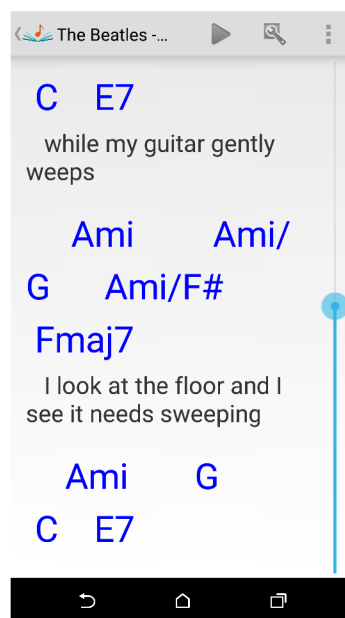 The Beatles -...
C E7
while my guitar gently
weeps
Ami Ami/
G Ami/F#
Fmaj7
I look at the floor and I
see it needs sweeping
Ami G
C E7